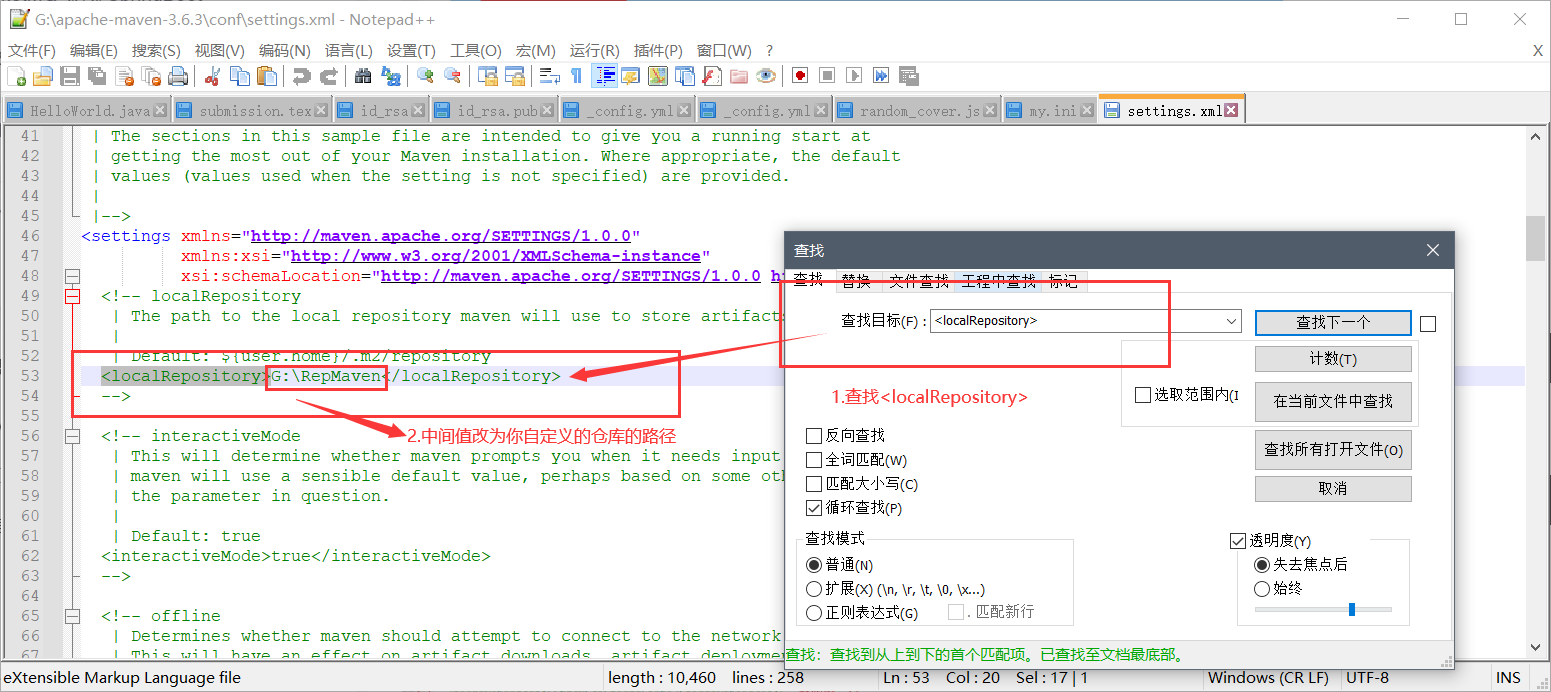 G:\apache-maven-3.6.3\conf\settings.xml - Notepad++
文件(F) 编辑(E) 搜索(S) 视图(V) 编码(N) 语言(L) 设置(T) 工具(O) 宏(M) 运行(R) 插件(P) 窗口(W) ? X
HelloWorld.java submission.tex id_rsa id_rsa.pub _config.yml _config.yml random_cover.js my.ini settings.xml
41 | The sections in this sample file are intended to give you a running start at
42 | getting the most out of your Maven installation. Where appropriate, the default
43 | values (values used when the setting is not specified) are provided.
44 |
45 |-->
46 <settings xmlns="http://maven.apache.org/SETTINGS/1.0.0"
47 xmlns:xsi="http://www.w3.org/2001/XMLSchema-instance"
48 xsi:schemaLocation="http://maven.apache.org/SETTINGS/1.0.0
49 <!-- localRepository
50 | The path to the local repository maven will use to store artifacts
51 |
52 | Default: ${user.home}/.m2/repository
53 <localRepository>G:\RepMaven</localRepository>
54 -->
55
56 <!-- interactiveMode
57 | This will determine whether maven prompts you when it needs input
58 | maven will use a sensible default value, perhaps based on some
59 | the parameter in question.
60 |
61 | Default: true
62 <interactiveMode>true</interactiveMode>
63 -->
64
65 <!-- offline
66 | Determines whether maven should attempt to connect to the network
67 | This will have an effect on artifact downloads, artifact
2.中间值改为你自定义的仓库的路径
查找
查找 替换 文件查找 工程中查找 标记
查找目标(F) : <localRepository>
查找下一个
计数(T)
1.查找<localRepository>
选取范围内(I
在当前文件中查找
反向查找
全词匹配(W)
匹配大小写(C)
循环查找(P)
查找所有打开文件(O)
取消
查找模式
普通(N)
扩展(X) (\n, \r, \t, \0, \x...)
正则表达式(G) . 匹配新行
透明度(Y)
失去焦点后
始终
查找: 查找到从上到下的首个匹配项。已查找至文档最底部。
eXtensible Markup Language file length : 10,460 lines : 258 Ln : 53 Col : 20 Sel : 17 | 1 Windows (CR LF) UTF-8 INS